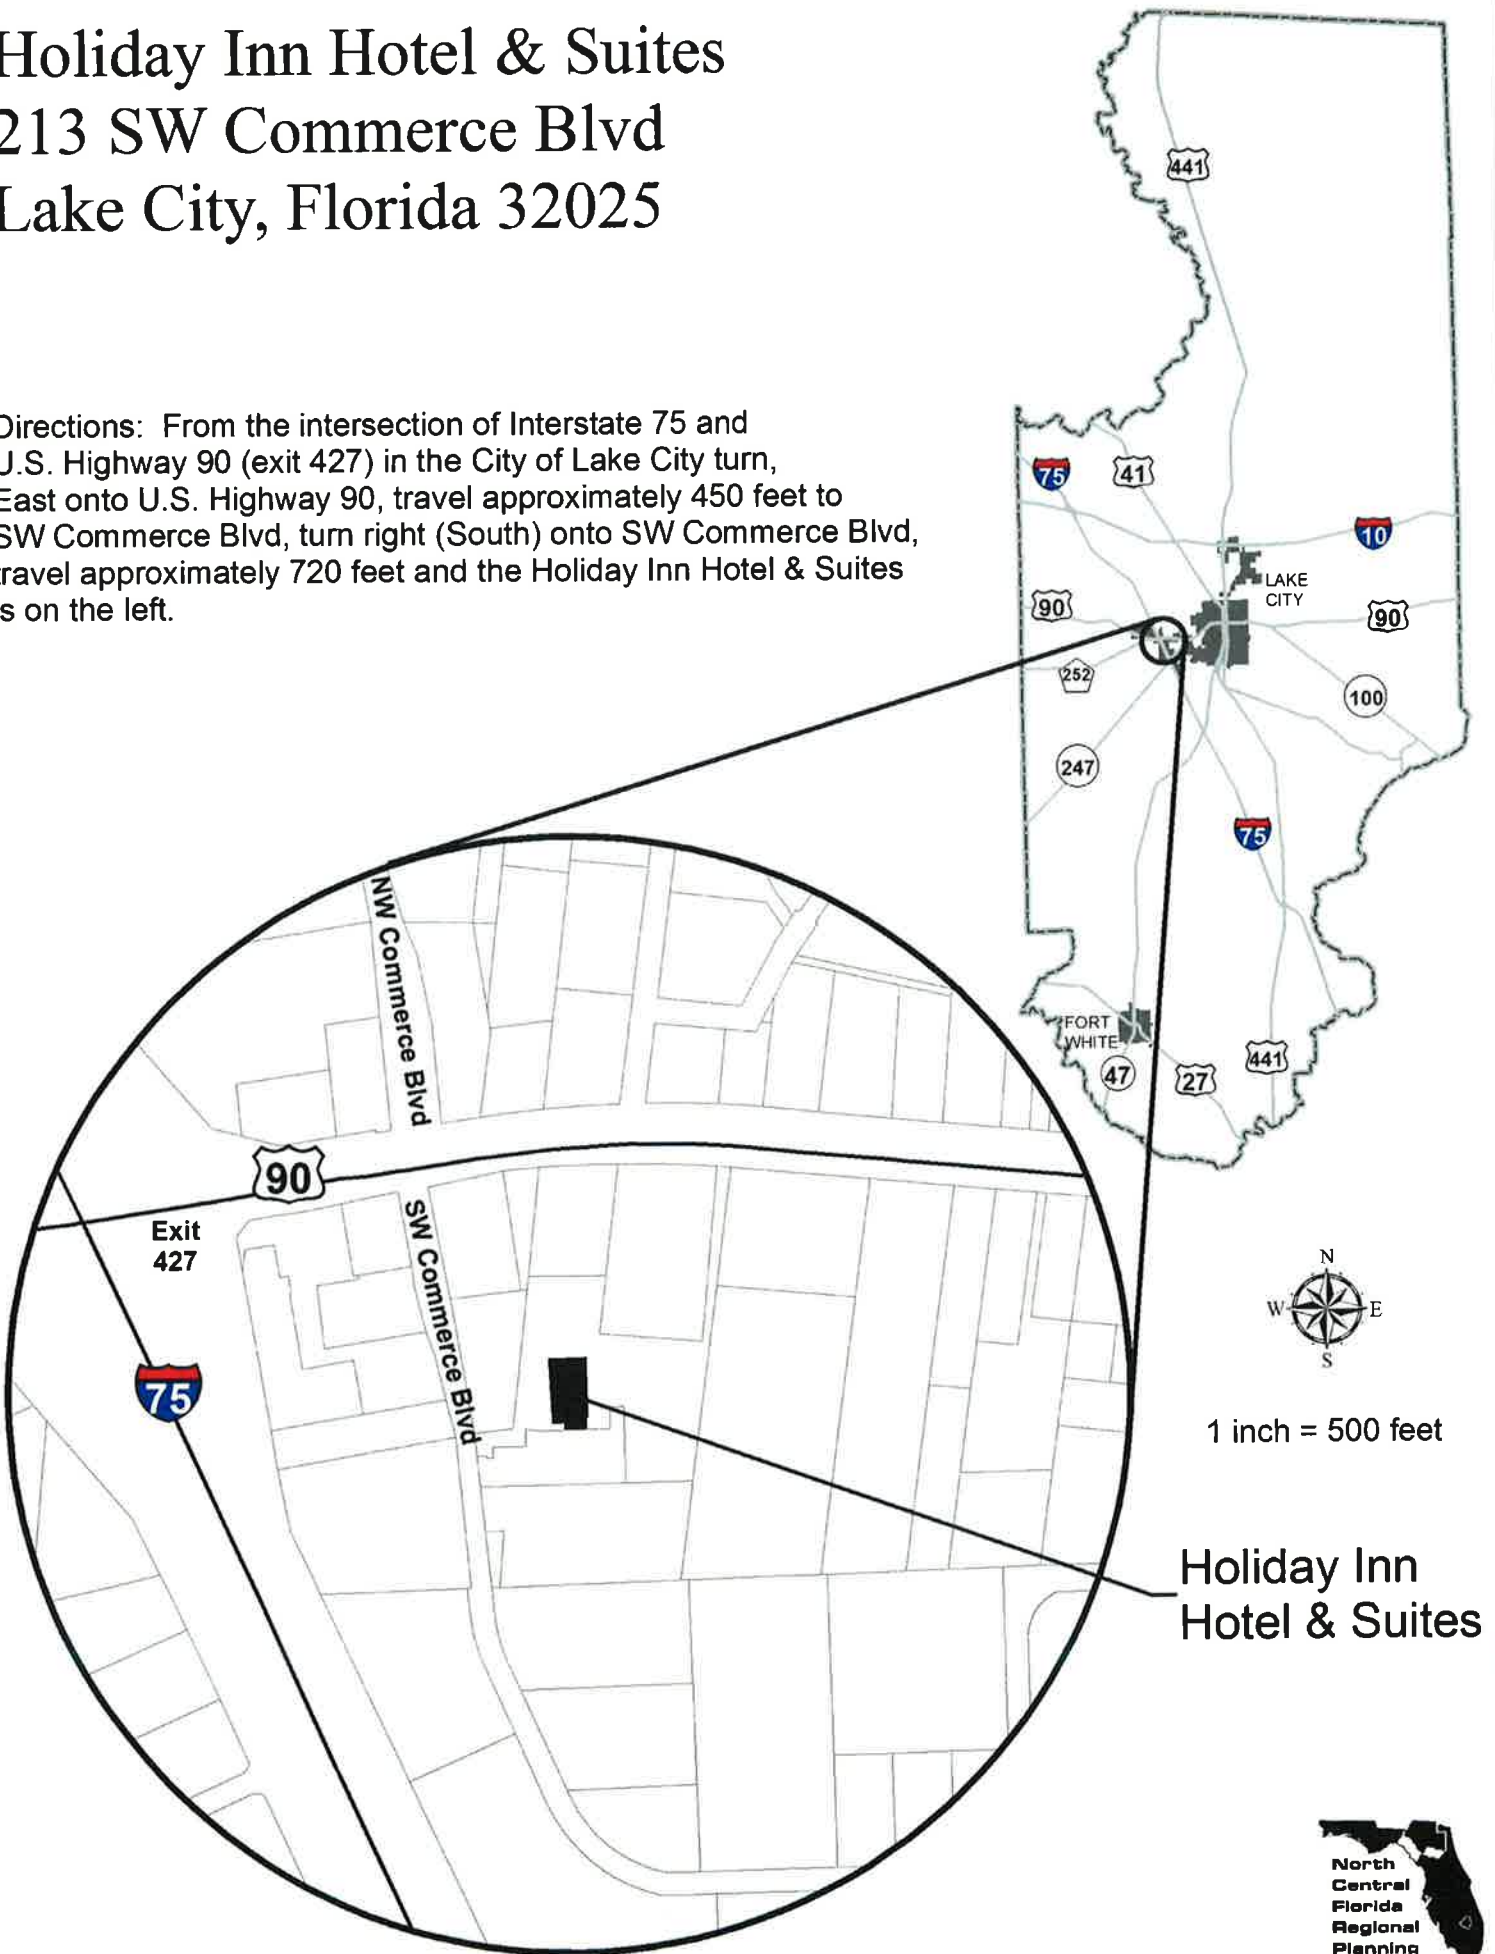 Holiday Inn Hotel & Suites
213 SW Commerce Blvd
Lake City, Florida 32025
Directions: From the intersection of Interstate 75 and
U.S. Highway 90 (exit 427) in the City of Lake City turn,
East onto U.S. Highway 90, travel approximately 450 feet to
SW Commerce Blvd, turn right (South) onto SW Commerce Blvd,
travel approximately 720 feet and the Holiday Inn Hotel & Suites
is on the left.
441
75
41
10
LAKE
CITY
90
90
252
100
247
75
FORT
WHITE
47
27
441
NW Commerce Blvd
90
Exit
427
SW Commerce Blvd
75
N
W
E
S
1 inch = 500 feet
Holiday Inn
Hotel & Suites
North
Central
Florida
Regional
Planning